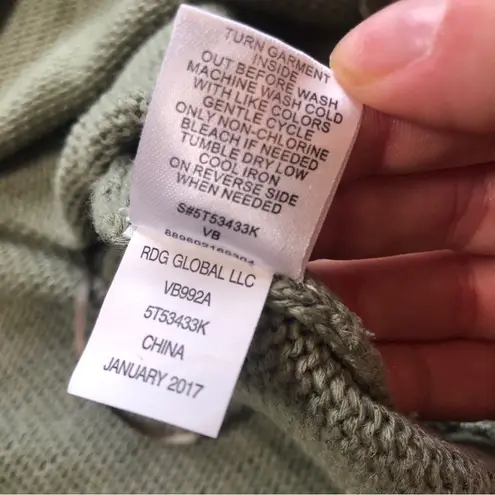 TURN GARMENT
INSIDE
OUT BEFORE WASH
MACHINE WASH COLD
WITH LIKE COLORS
GENTLE CYCLE
ONLY NON-CHLORINE
BLEACH IF NEEDED
TUMBLE DRY LOW
COOL IRON
ON REVERSE SIDE
WHEN NEEDED
S#5T53433K
VB
RDG GLOBAL LLC
VB992A
5T53433K
CHINA
JANUARY 2017